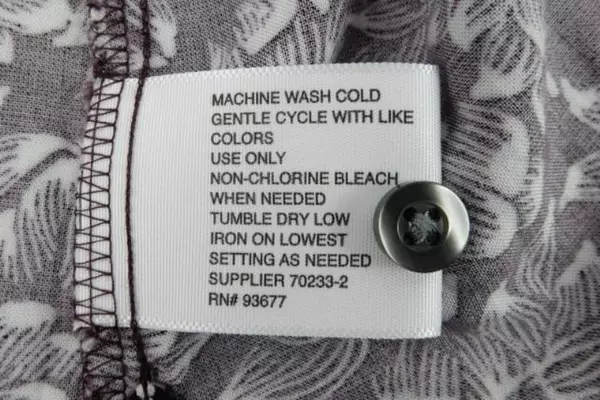 MACHINE WASH COLD
GENTLE CYCLE WITH LIKE
COLORS
USE ONLY
NON-CHLORINE BLEACH
WHEN NEEDED
TUMBLE DRY LOW
IRON ON LOWEST
SETTING AS NEEDED
SUPPLIER 70233-2
RN# 93677